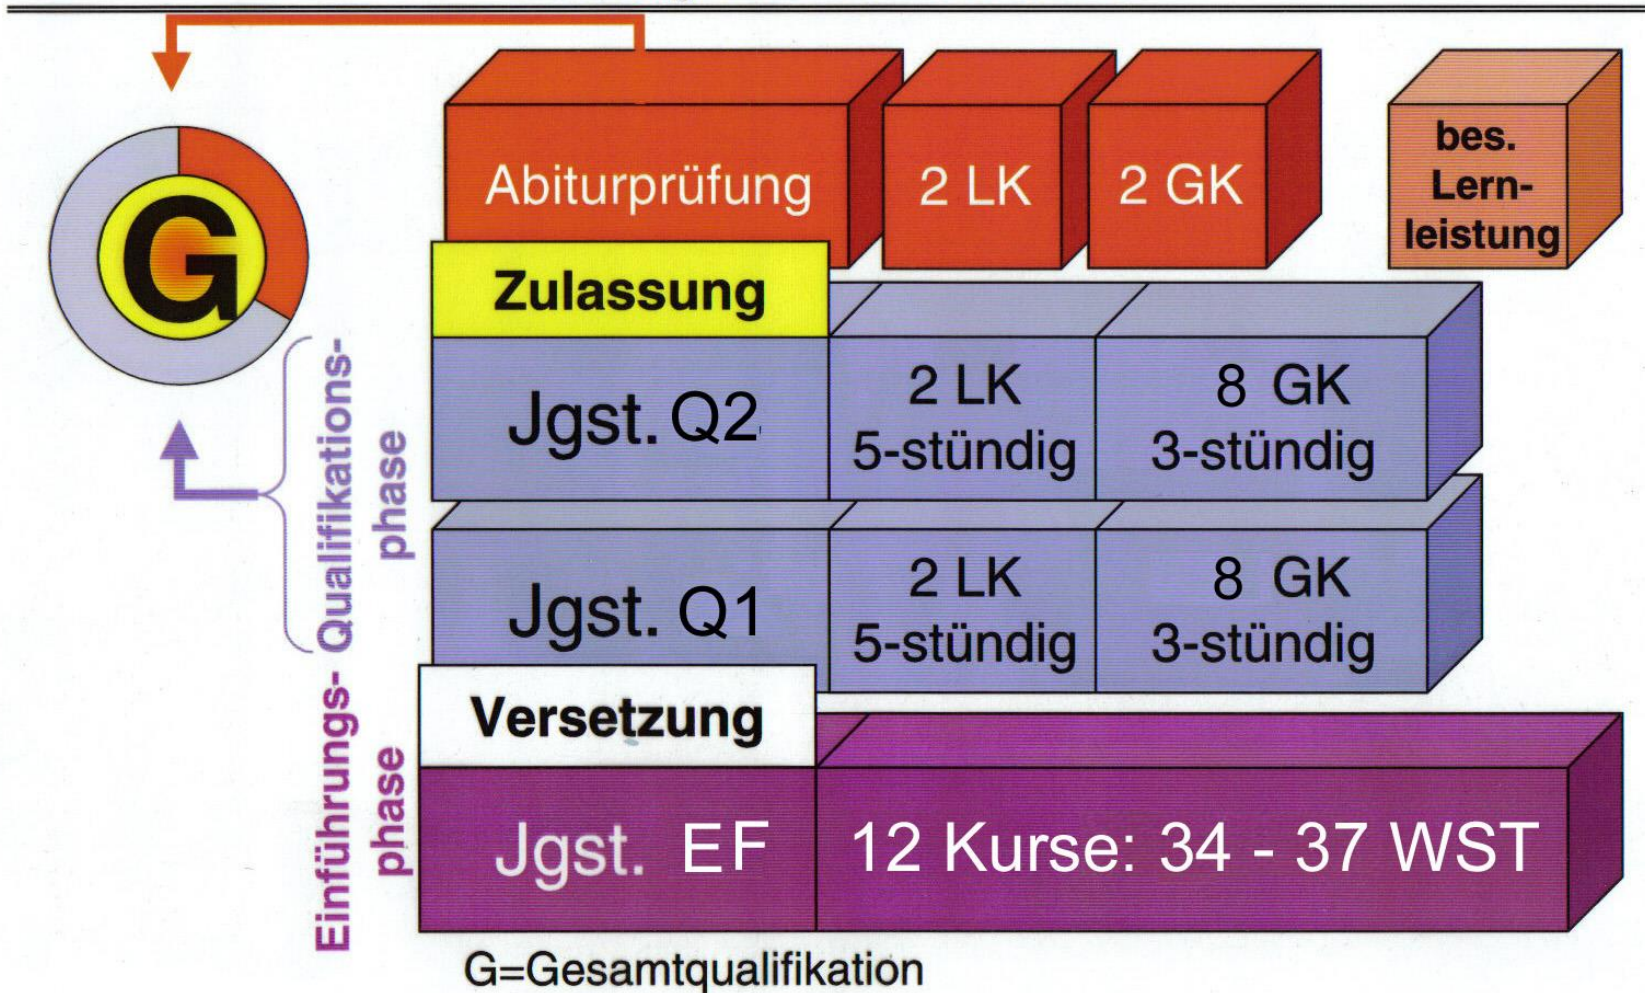 Abiturprüfung
2 LK
2 GK
bes.
Lern-
leistung
G
Zulassung
Jgst. Q2
2 LK
5-stündig
8 GK
3-stündig
Qualifikations-
phase
Jgst. Q1
2 LK
5-stündig
8 GK
3-stündig
Versetzung
Einführungs-
phase
Jgst. EF
12 Kurse: 34 - 37 WST
G=Gesamtqualifikation